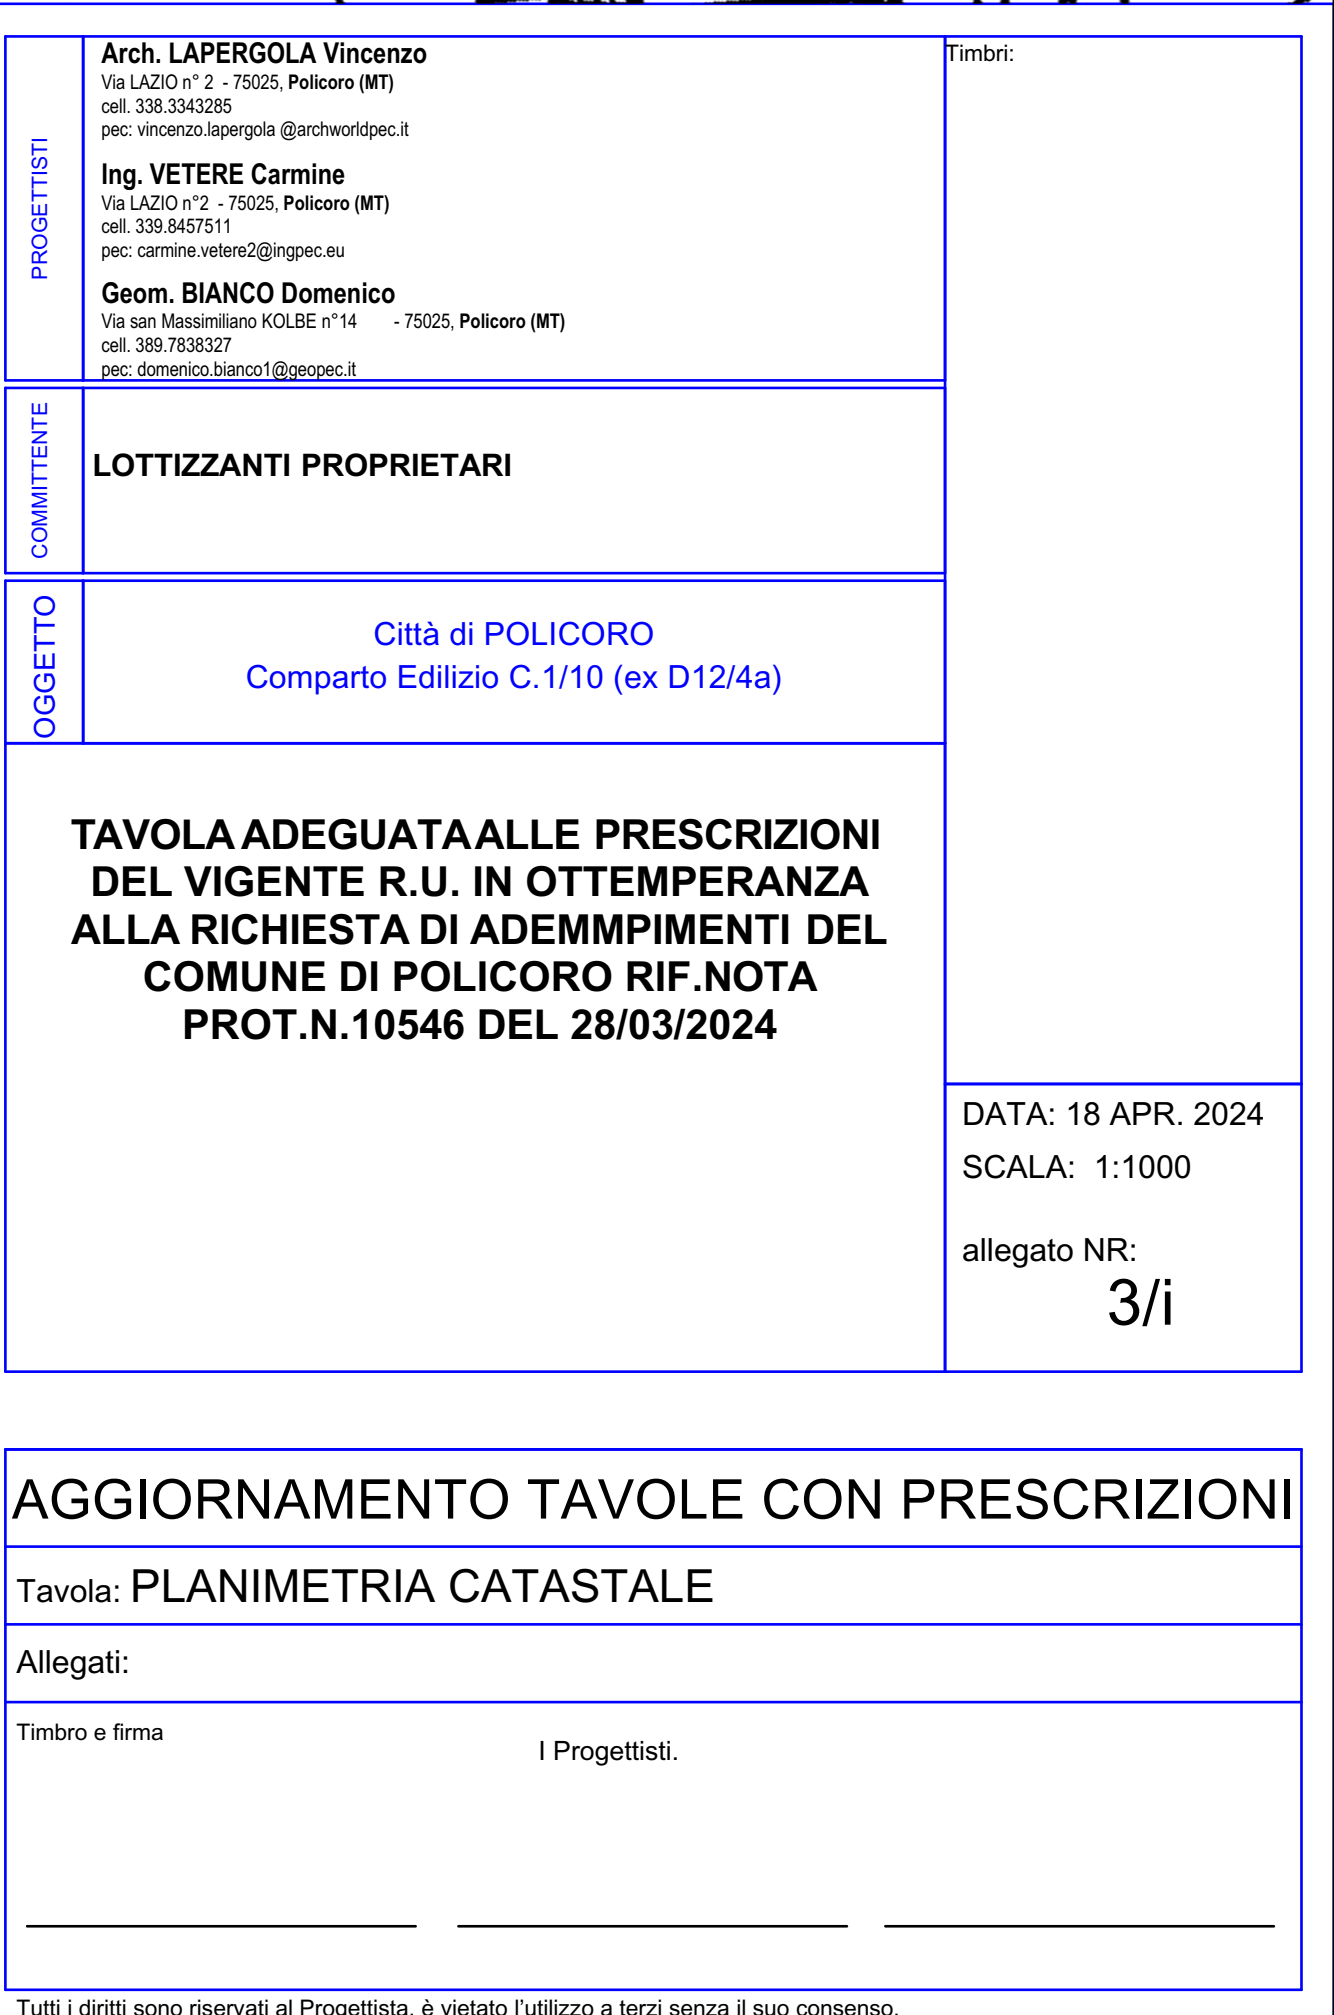 PROGETTISTI
Arch. LAPERGOLA Vincenzo
Via LAZIO n° 2 - 75025, Policoro (MT)
cell. 338.3343285
pec: vincenzo.lapergola @archworldpec.it
Ing. VETERE Carmine
Via LAZIO n°2 - 75025, Policoro (MT)
cell. 339.8457511
pec: carmine.vetere2@ingpec.eu
Geom. BIANCO Domenico
Via san Massimiliano KOLBE n°14 - 75025, Policoro (MT)
cell. 389.7838327
pec: domenico.bianco1@geopec.it
Timbri:
COMMITTENTE
LOTTIZZANTI PROPRIETARI
OGGETTO
Città di POLICORO
Comparto Edilizio C.1/10 (ex D12/4a)
TAVOLA ADEGUATA ALLE PRESCRIZIONI
DEL VIGENTE R.U. IN OTTEMPERANZA
ALLA RICHIESTA DI ADEMMPIMENTI DEL
COMUNE DI POLICORO RIF.NOTA
PROT.N.10546 DEL 28/03/2024
DATA: 18 APR. 2024
SCALA: 1:1000
allegato NR:
3/i
AGGIORNAMENTO TAVOLE CON PRESCRIZIONI
Tavola: PLANIMETRIA CATASTALE
Allegati:
Timbro e firma
I Progettisti.
Tutti i diritti sono riservati al Progettista, è vietato l'utilizzo a terzi senza il suo consenso.